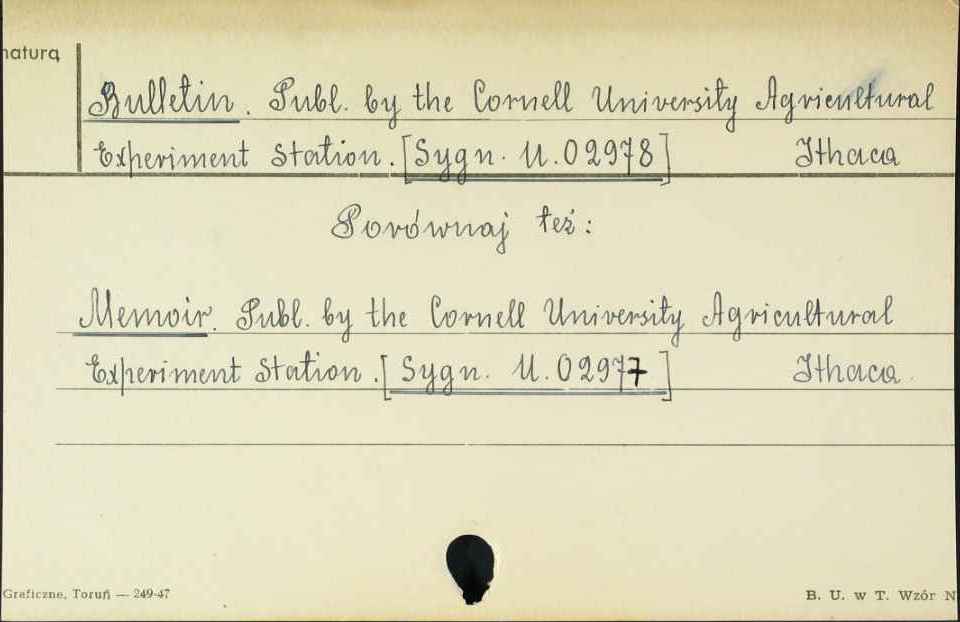 naturą
Bulletin. Publ. by the Cornell University Agricultural
Experiment Station. [Sygn. U.02978] Ithaca
Porównaj też:
Memoir. Publ. by the Cornell University Agricultural
Experiment Station. [Sygn. U.02977] Ithaca.
Graficzne, Toruń — 249-47
B. U. w T. Wzór N